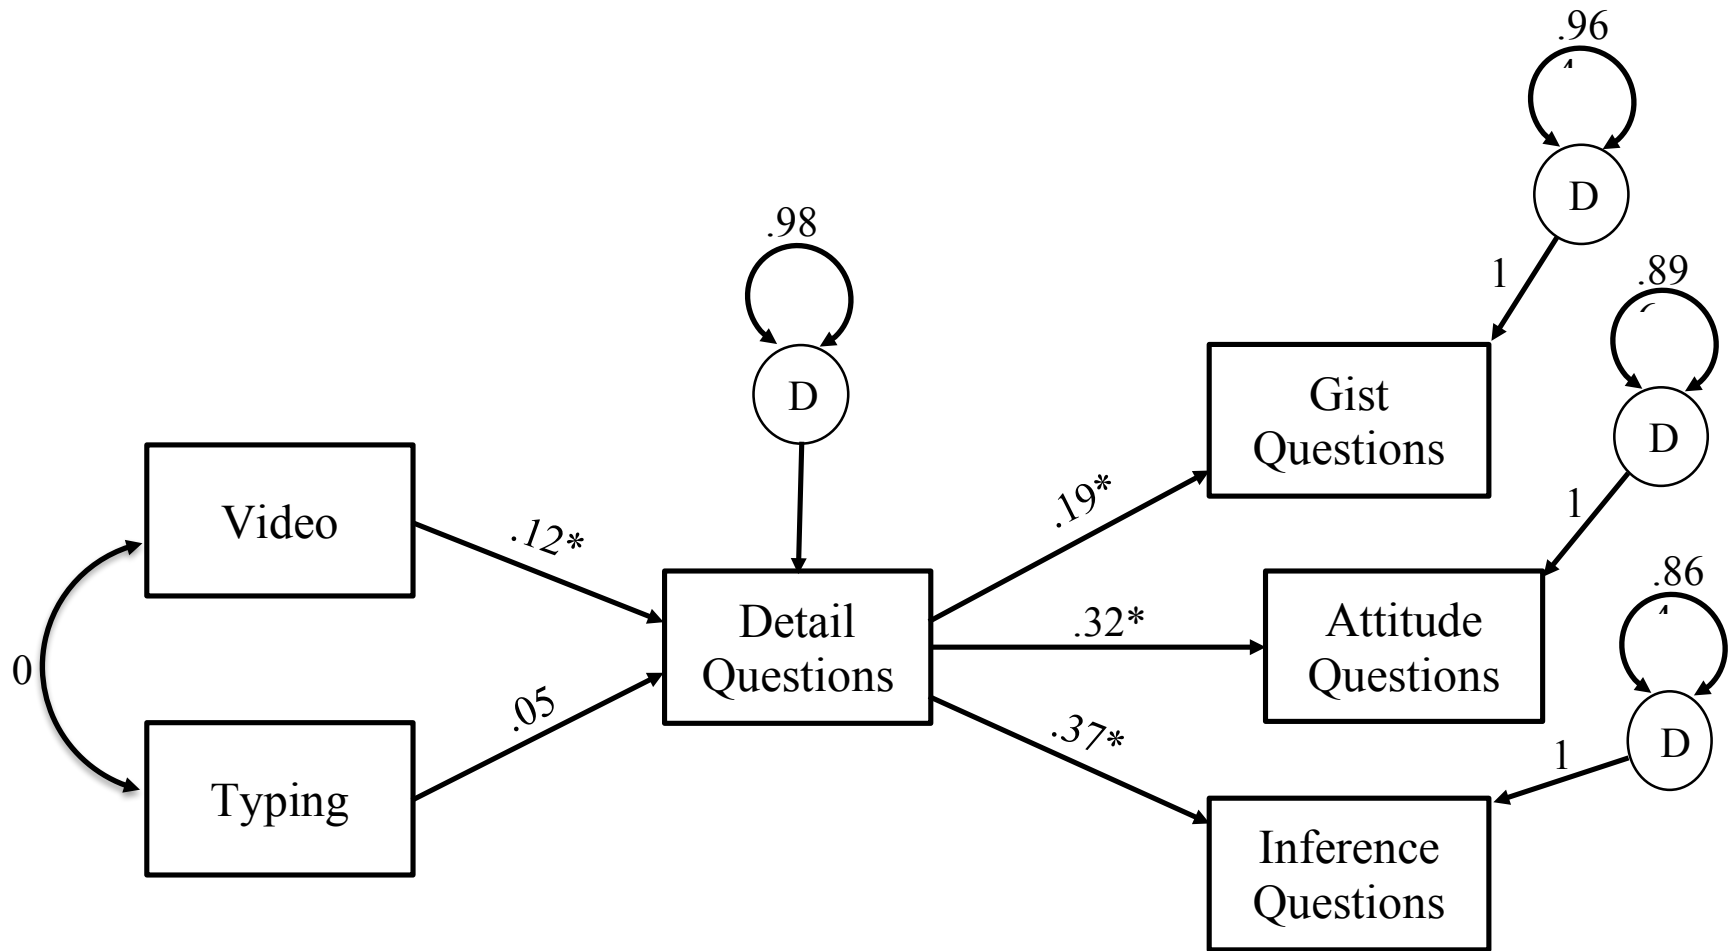 .96
D
1
.98
D
.89
D
1
Gist
Questions
Video
.12*
.19*
Detail
Questions
.32*
Attitude
Questions
.86
D
1
0
.05
.37*
Typing
Inference
Questions